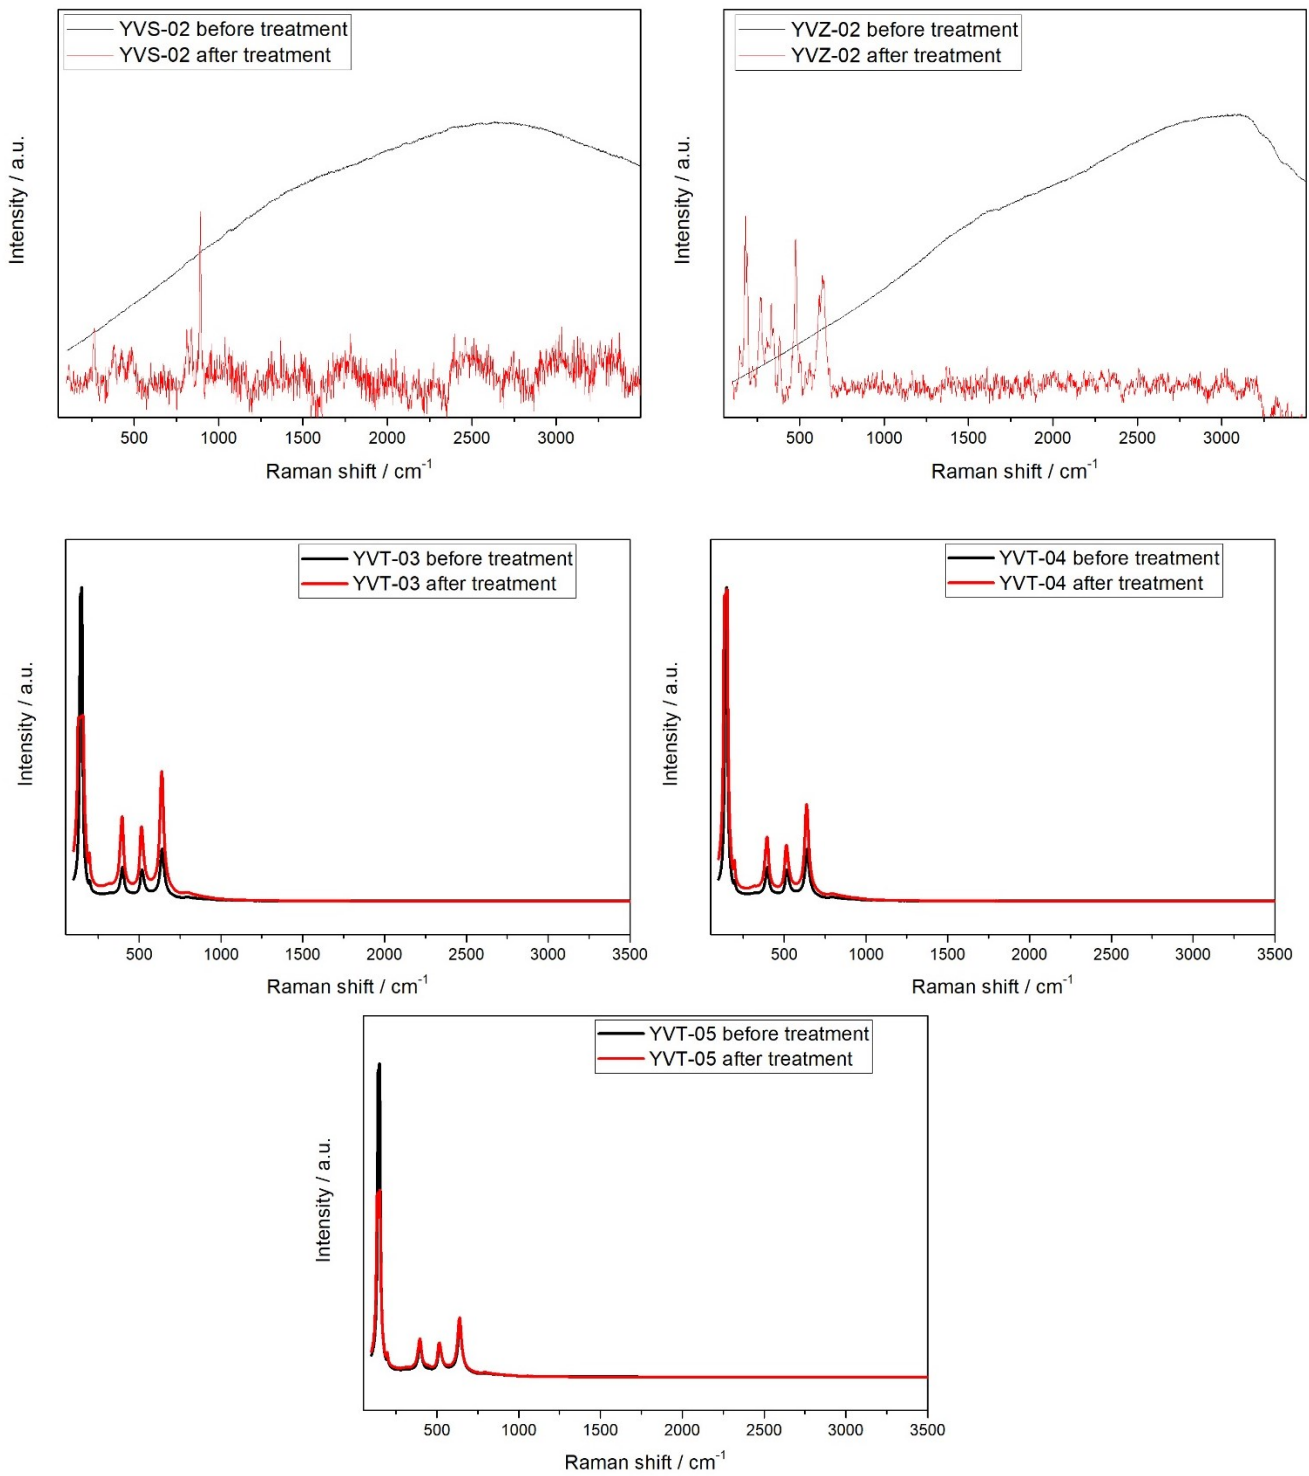 YVS-02 before treatment
YVS-02 after treatment
Intensity / a.u.
500 1000 1500 2000 2500 3000
Raman shift / cm-1
YVZ-02 before treatment
YVZ-02 after treatment
Intensity / a.u.
500 1000 1500 2000 2500 3000
Raman shift / cm-1
YVT-03 before treatment
YVT-03 after treatment
Intensity / a.u.
500 1000 1500 2000 2500 3000 3500
Raman shift / cm-1
YVT-04 before treatment
YVT-04 after treatment
Intensity / a.u.
500 1000 1500 2000 2500 3000 3500
Raman shift / cm-1
YVT-05 before treatment
YVT-05 after treatment
Intensity / a.u.
500 1000 1500 2000 2500 3000 3500
Raman shift / cm-1